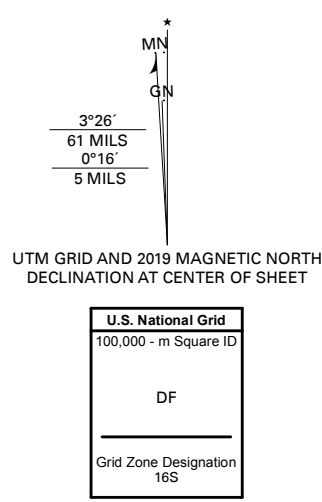 MN
GN
3°26´
61 MILS
0°16´
5 MILS
UTM GRID AND 2019 MAGNETIC NORTH
DECLINATION AT CENTER OF SHEET
U.S. National Grid
100,000 - m Square ID
DF
Grid Zone Designation
16S